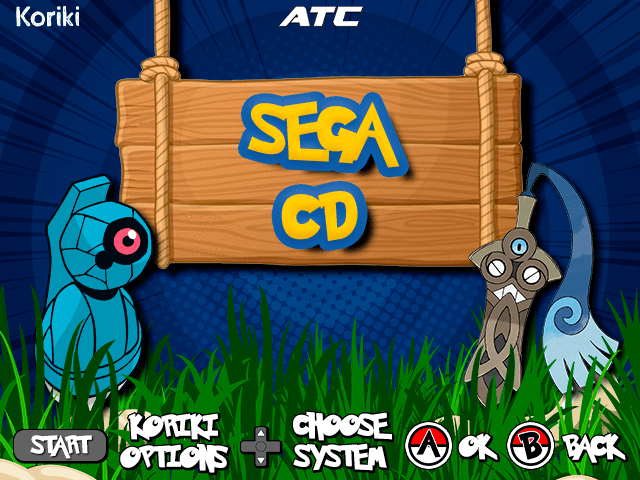 Koriki
ATC
SEGA
CD
START
KORIKI
OPTIONS
CHOOSE
SYSTEM
A
OK
B
BACK